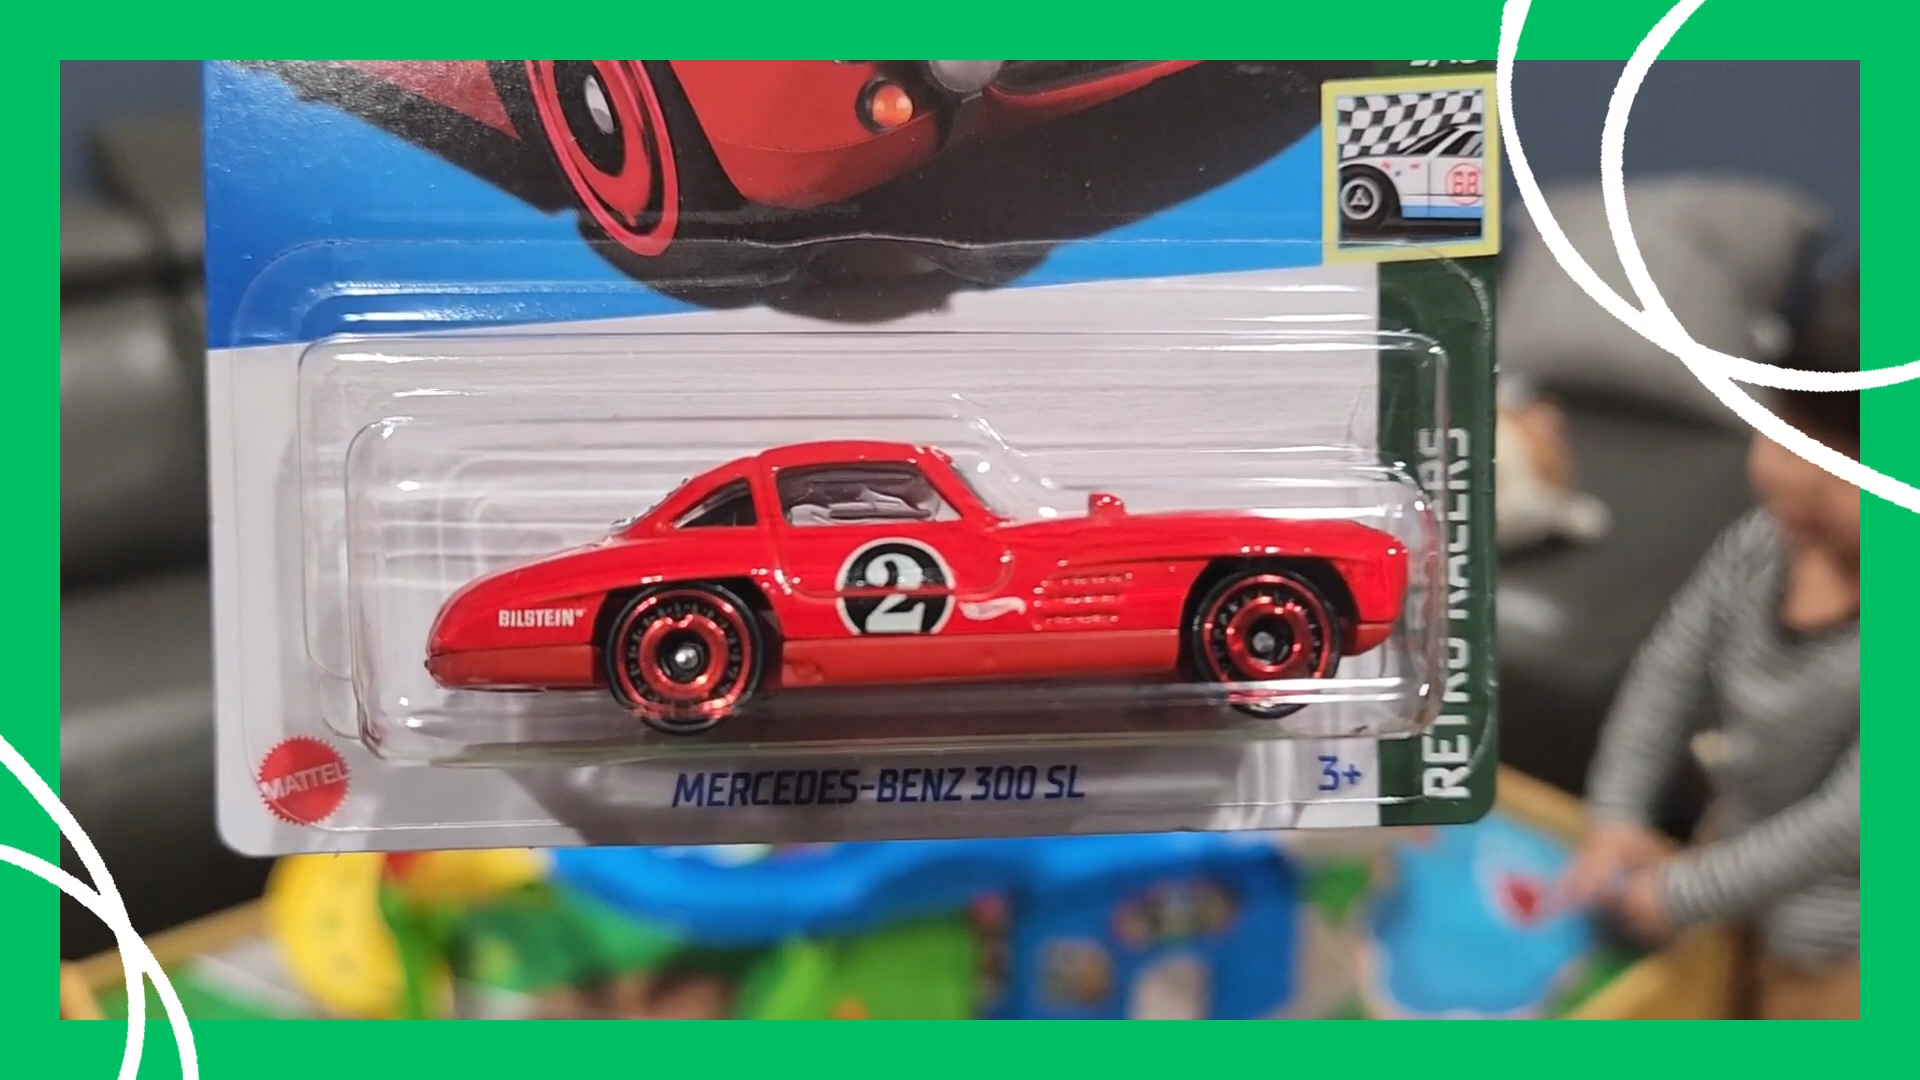 68
BILSTEIN
2
MATTEL
MERCEDES-BENZ 300 SL
3+
RETRO RACERS